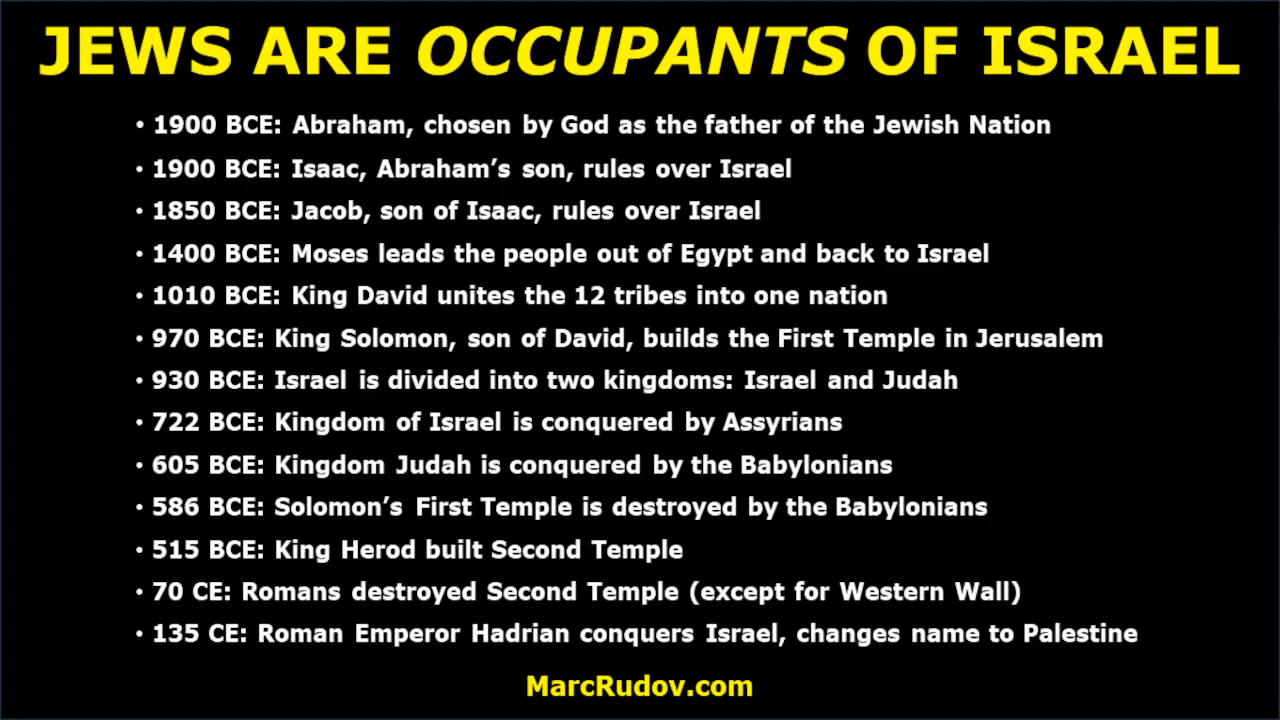 JEWS ARE OCCUPANTS OF ISRAEL
• 1900 BCE: Abraham, chosen by God as the father of the Jewish Nation
• 1900 BCE: Isaac, Abraham’s son, rules over Israel
• 1850 BCE: Jacob, son of Isaac, rules over Israel
• 1400 BCE: Moses leads the people out of Egypt and back to Israel
• 1010 BCE: King David unites the 12 tribes into one nation
• 970 BCE: King Solomon, son of David, builds the First Temple in Jerusalem
• 930 BCE: Israel is divided into two kingdoms: Israel and Judah
• 722 BCE: Kingdom of Israel is conquered by Assyrians
• 605 BCE: Kingdom Judah is conquered by the Babylonians
• 586 BCE: Solomon’s First Temple is destroyed by the Babylonians
• 515 BCE: King Herod built Second Temple
• 70 CE: Romans destroyed Second Temple (except for Western Wall)
• 135 CE: Roman Emperor Hadrian conquers Israel, changes name to Palestine
MarcRudov.com